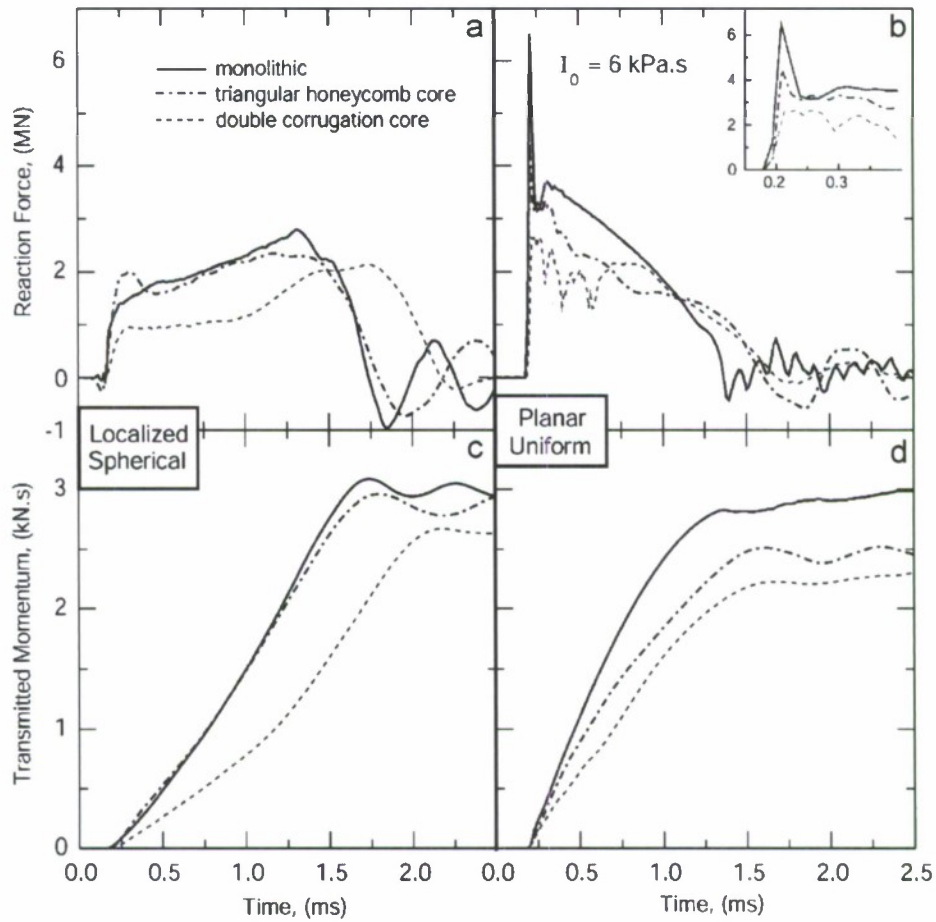 a
b
monolithic
triangular honeycomb core
double corrugation core
I0 = 6 kPa.s
6
4
2
0
0.2
0.3
6
4
2
0
-1
Reaction Force, (MN)
Localized
Spherical
Planar
Uniform
c
d
3
2
1
0
Transmitted Momentum, (kN.s)
0.0
0.5
1.0
1.5
2.0
0.0
0.5
1.0
1.5
2.0
2.5
Time, (ms)
Time, (ms)